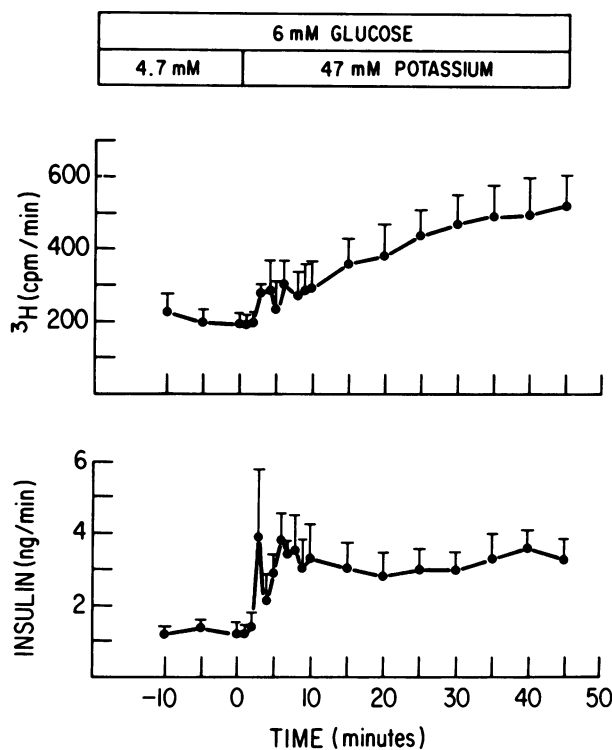 6 mM GLUCOSE
4.7 mM 47 mM POTASSIUM
³H (cpm/min)
600
400
200
INSULIN (ng/min)
6
4
2
-10 0 10 20 30 40 50
TIME (minutes)